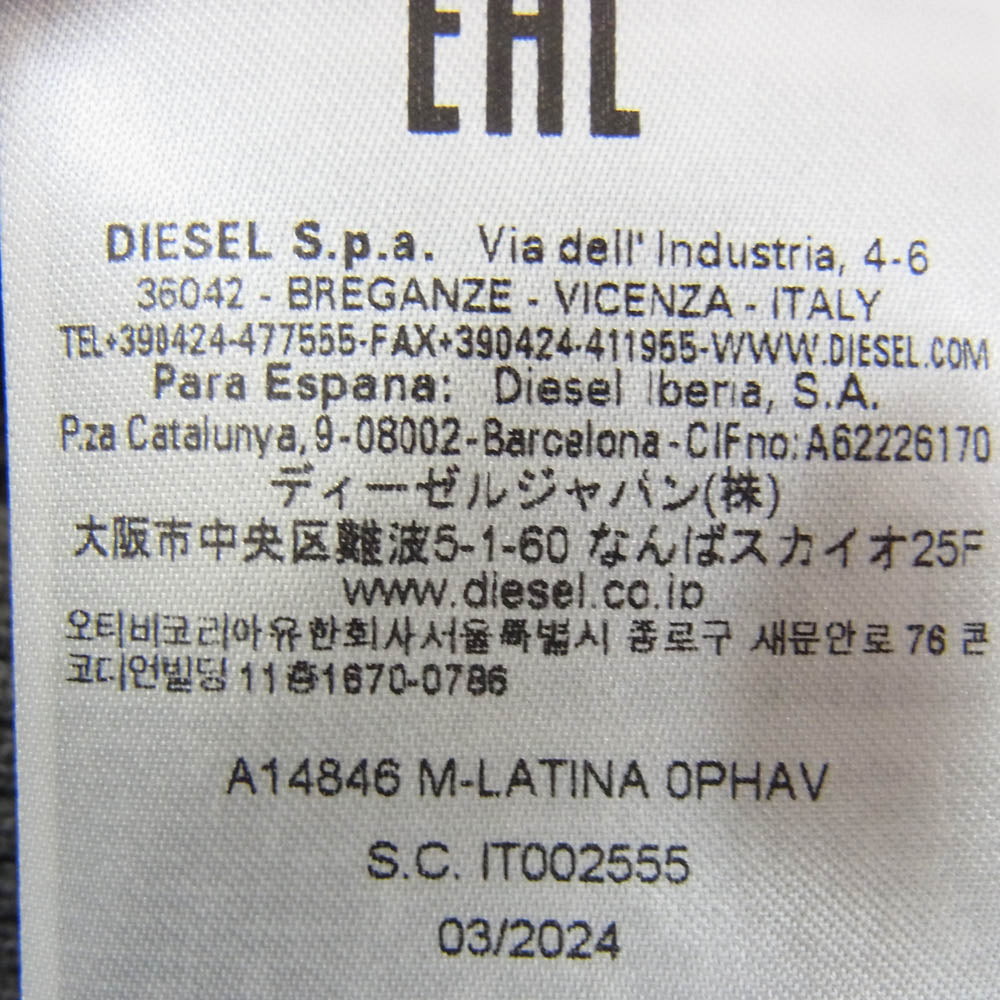 EAC
DIESEL S.p.a. Via dell' Industria, 4-6
36042 - BREGANZE - VICENZA - ITALY
TEL+390424-477555-FAX+390424-411955-WWW.DIESEL.COM
Para Espana: Diesel Iberia, S.A.
P.za Catalunya, 9-08002-Barcelona-CIFno:A62226170
ディーゼルジャパン(株)
大阪市中央区難波5-1-60 なんばスカイオ25F
www.diesel.co.jp
오티비코리아유한회사서울특별시 종로구 새문안로 76 콘
코디언빌딩 11층1670-0786
A14846 M-LATINA 0PHAV
S.C. IT002555
03/2024